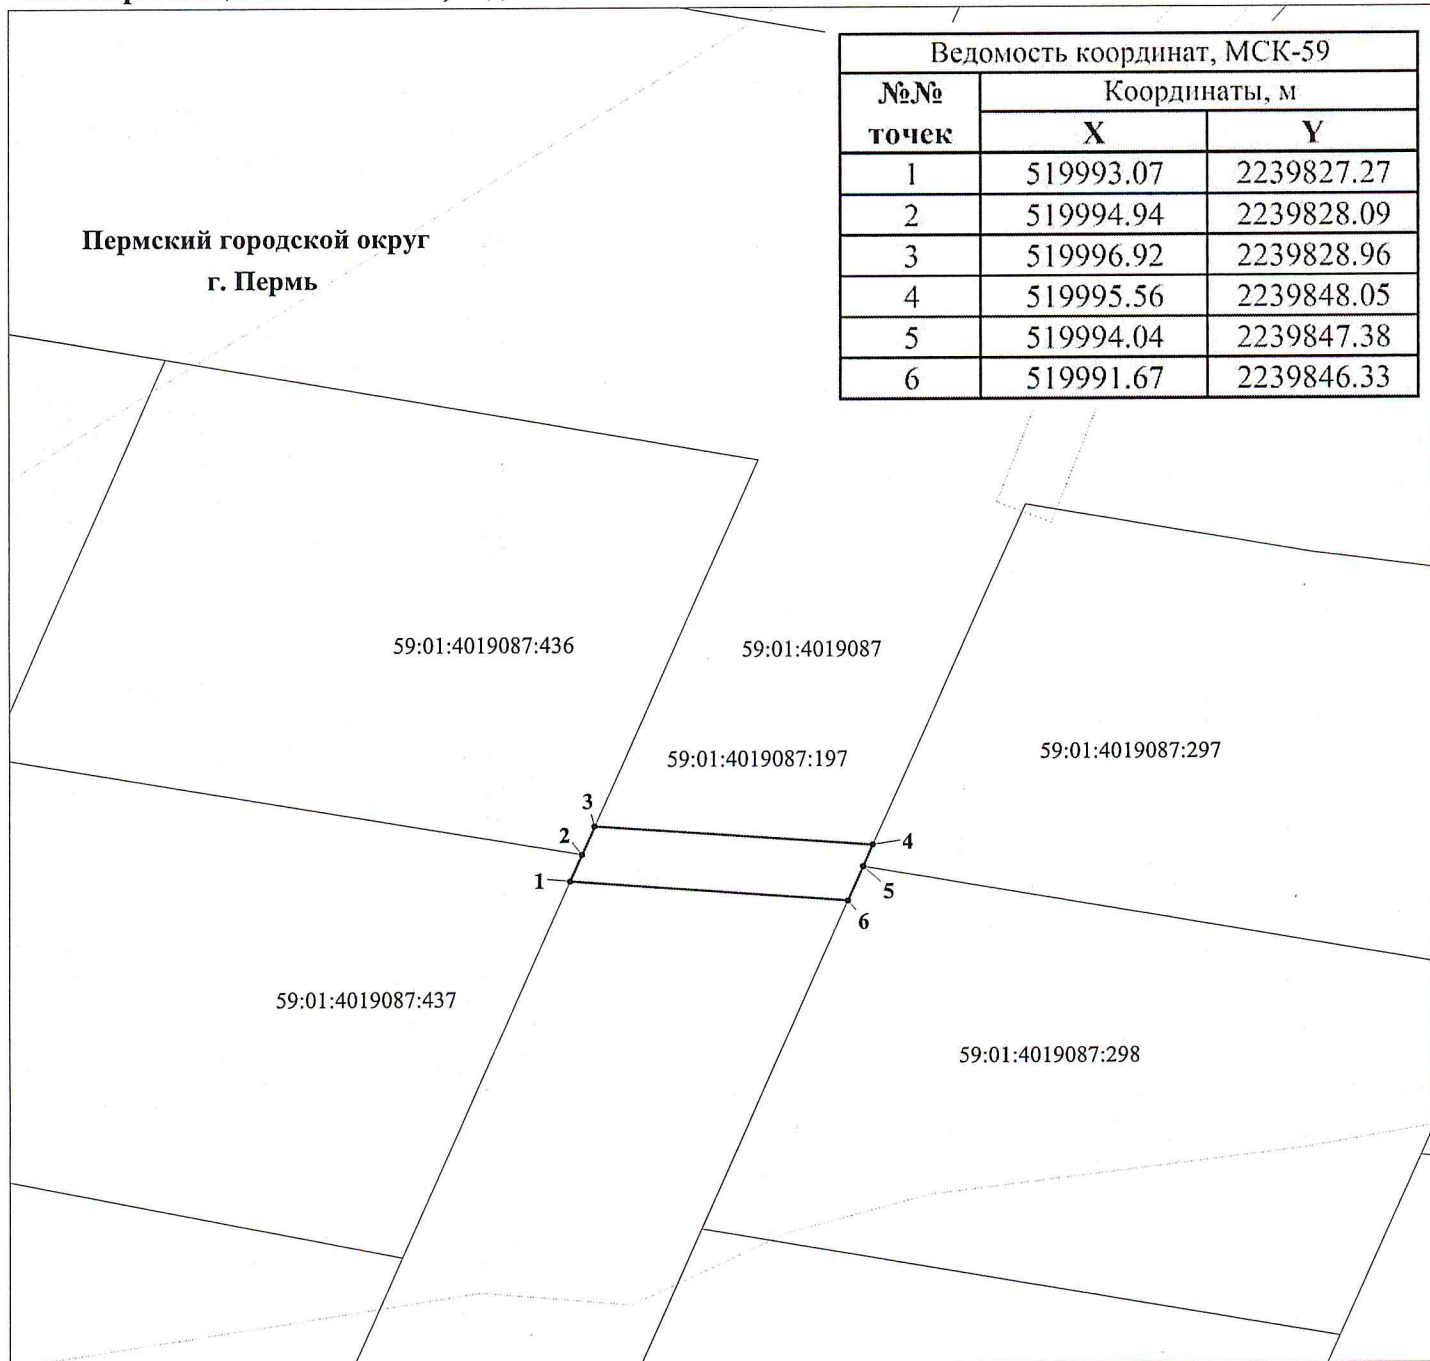 Ведомость координат, МСК-59
№№ точек
Координаты, м
X Y
1 519993.07 2239827.27
2 519994.94 2239828.09
3 519996.92 2239828.96
4 519995.56 2239848.05
5 519994.04 2239847.38
6 519991.67 2239846.33
Пермский городской округ
г. Пермь
59:01:4019087:436
59:01:4019087
59:01:4019087:197
59:01:4019087:297
3
2
1
4
5
6
59:01:4019087:437
59:01:4019087:298